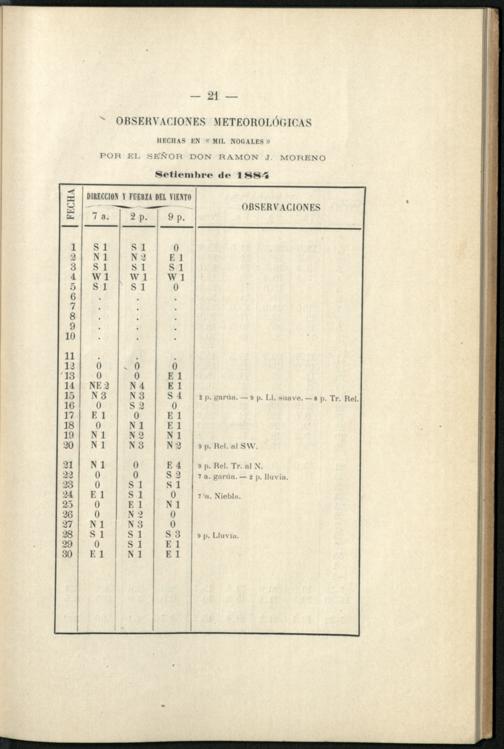 — 21 —
OBSERVACIONES METEOROLÓGICAS
HECHAS EN «MIL NOGALES»
POR EL SEÑOR DON RAMON J. MORENO
Setiembre de 1884
FECHA DIRECCION Y FUERZA DEL VIENTO OBSERVACIONES
7 a. 2 p. 9 p.
1 S 1 S 1 0
2 N 1 N 2 E 1
3 S 1 S 1 S 1
4 W 1 W 1 W 1
5 S 1 S 1 0
6 . . .
7 . . .
8 . . .
9 . . .
10 . . .
11 . . .
12 0 0 0
13 0 0 E 1
14 NE 2 N 4 E 1
15 N 3 N 3 S 4 2 p. garúa. — 9 p. Ll. suave. — 8 p. Tr. Rel.
16 0 S 2 0
17 E 1 0 E 1
18 0 N 1 E 1
19 N 1 N 2 N 1
20 N 1 N 3 N 2 9 p. Rel. al SW.
21 N 1 0 E 4 9 p. Rel. Tr. al N.
22 0 0 S 2 7 a. garúa. — 2 p. lluvia.
23 0 S 1 S 1
24 E 1 S 1 0 7 a. Niebla.
25 0 E 1 N 1
26 0 N 2 0
27 N 1 N 3 0
28 S 1 S 1 S 3 9 p. Lluvia.
29 0 S 1 E 1
30 E 1 N 1 E 1